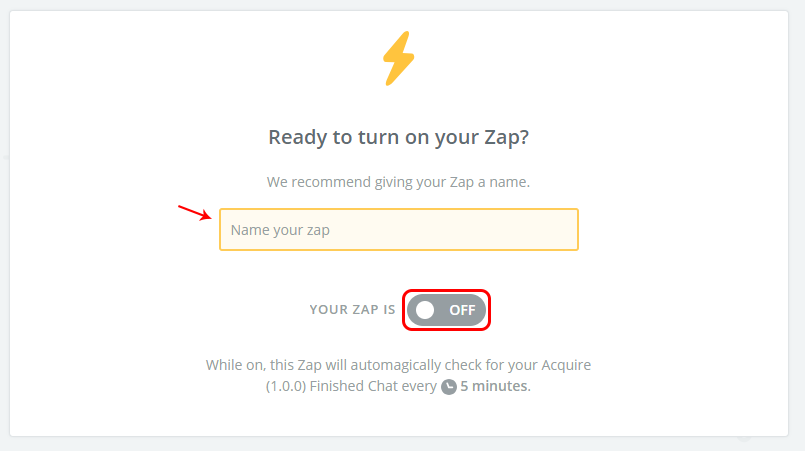 Ready to turn on your Zap?
We recommend giving your Zap a name.
Name your zap
YOUR ZAP IS OFF
While on, this Zap will automagically check for your Acquire
(1.0.0) Finished Chat every 5 minutes.